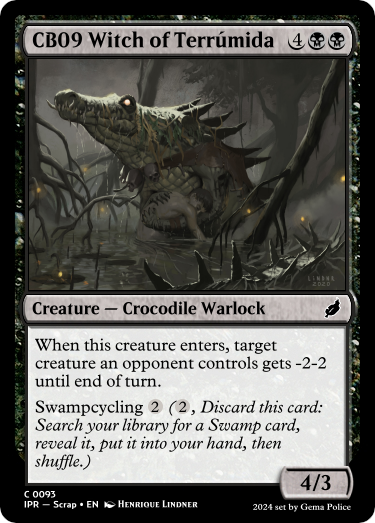 CB09 Witch of Terrúmida 4
LINDNR
2020
Creature — Crocodile Warlock
When this creature enters, target
creature an opponent controls gets -2-2
until end of turn.
Swampcycling 2 (2, Discard this card:
Search your library for a Swamp card,
reveal it, put it into your hand, then
shuffle.)
4/3
C 0093
IPR — Scrap • EN Henrique Lindner
2024 set by Gema Police